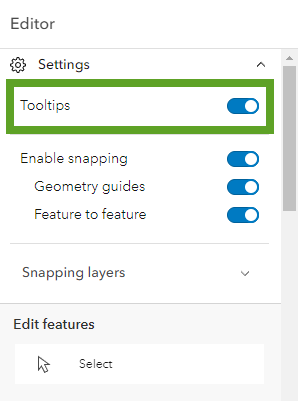 Editor
Settings
Tooltips
Enable snapping
Geometry guides
Feature to feature
Snapping layers
Edit features
Select